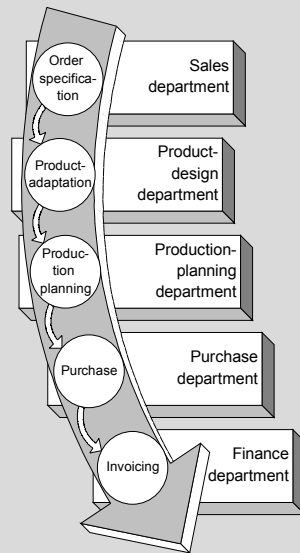 Order
specifica-
tion
Sales
department
Product-
adaptation
Product-
design
department
Produc-
tion
planning
Production-
planning
department
Purchase
Purchase
department
Invoicing
Finance
department